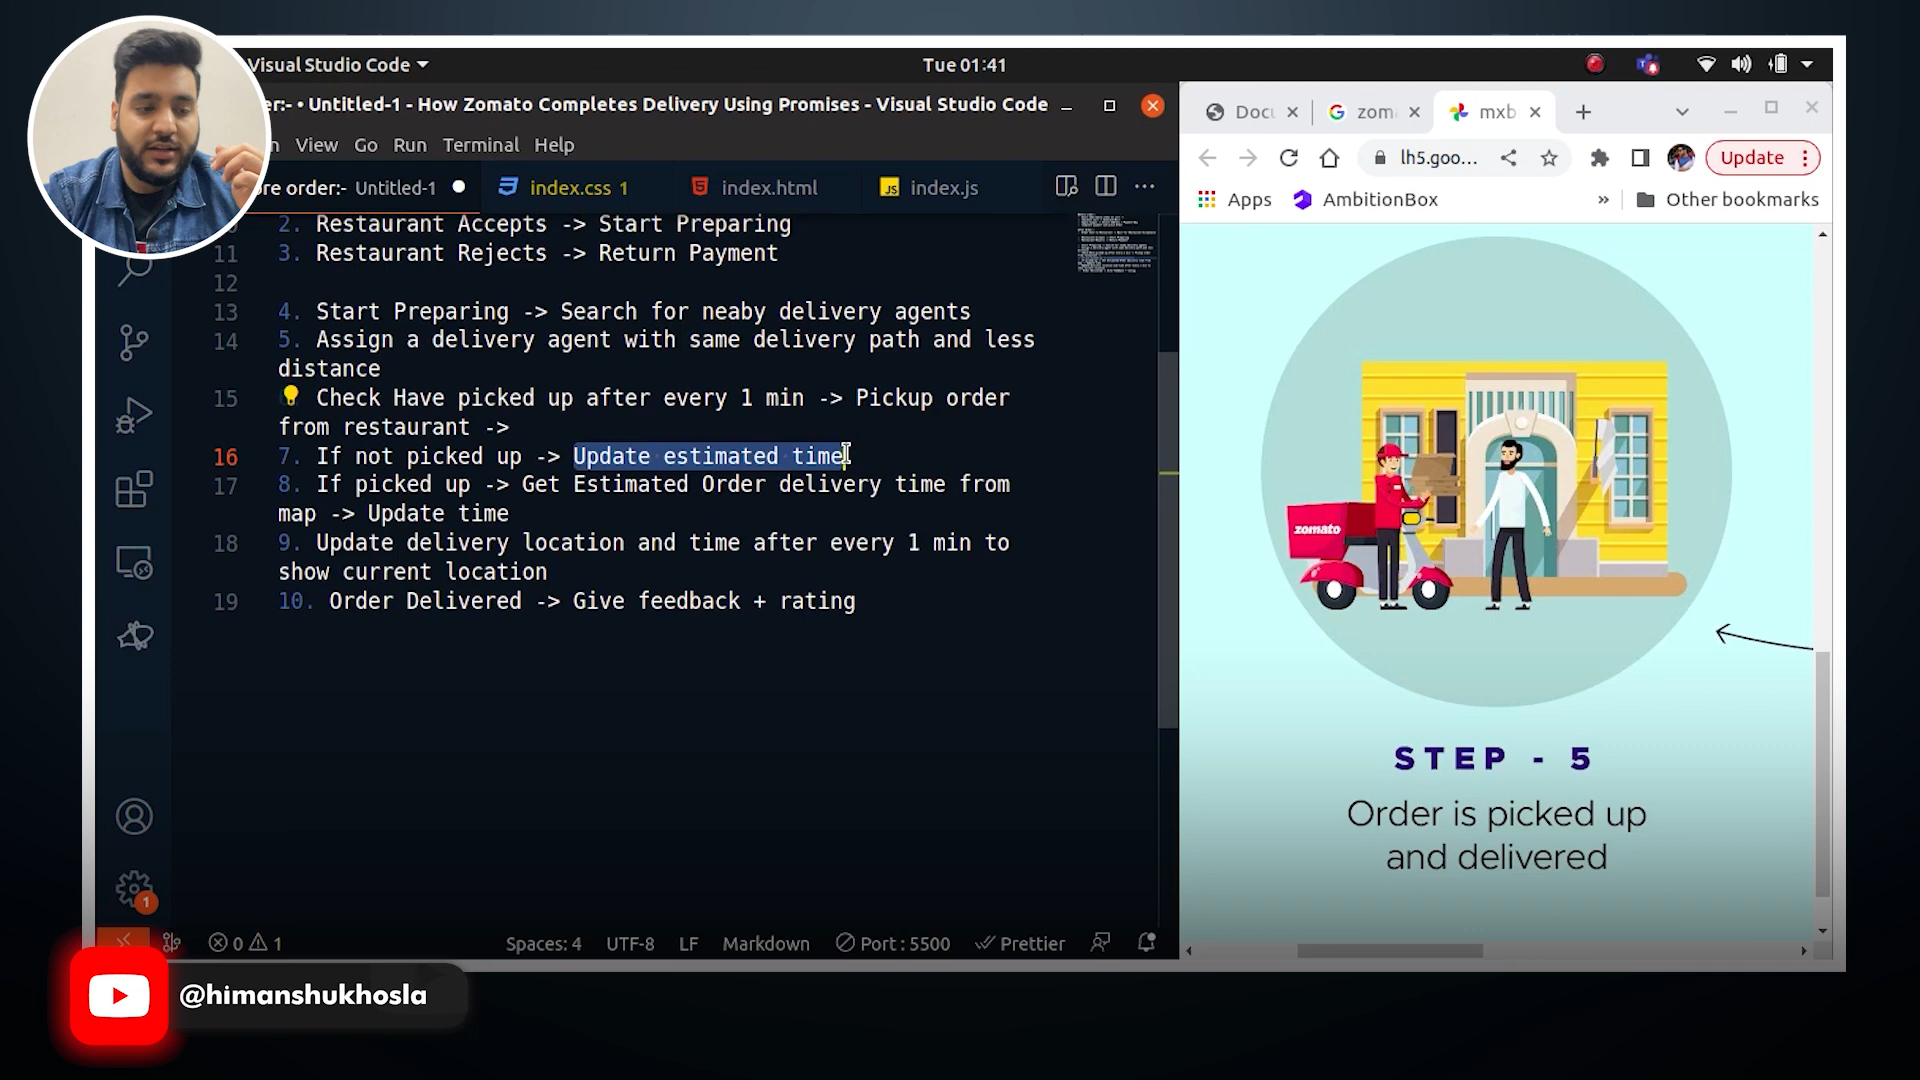 Visual Studio Code
Tue 01:41
er:- • Untitled-1 - How Zomato Completes Delivery Using Promises - Visual Studio Code
View Go Run Terminal Help
ore order:- Untitled-1
index.css 1
index.html
JS index.js
2. Restaurant Accepts -> Start Preparing
11 3. Restaurant Rejects -> Return Payment
12
13 4. Start Preparing -> Search for neaby delivery agents
14 5. Assign a delivery agent with same delivery path and less
distance
15 Check Have picked up after every 1 min -> Pickup order
from restaurant ->
16 7. If not picked up -> Update estimated time
17 8. If picked up -> Get Estimated Order delivery time from
map -> Update time
18 9. Update delivery location and time after every 1 min to
show current location
19 10. Order Delivered -> Give feedback + rating
1
0 1
Spaces: 4 UTF-8 LF Markdown Port : 5500 Prettier
Docu
zom
mxb
lh5.goo...
Update
Apps
AmbitionBox
»
Other bookmarks
zomato
STEP - 5
Order is picked up
and delivered
@himanshukhosla